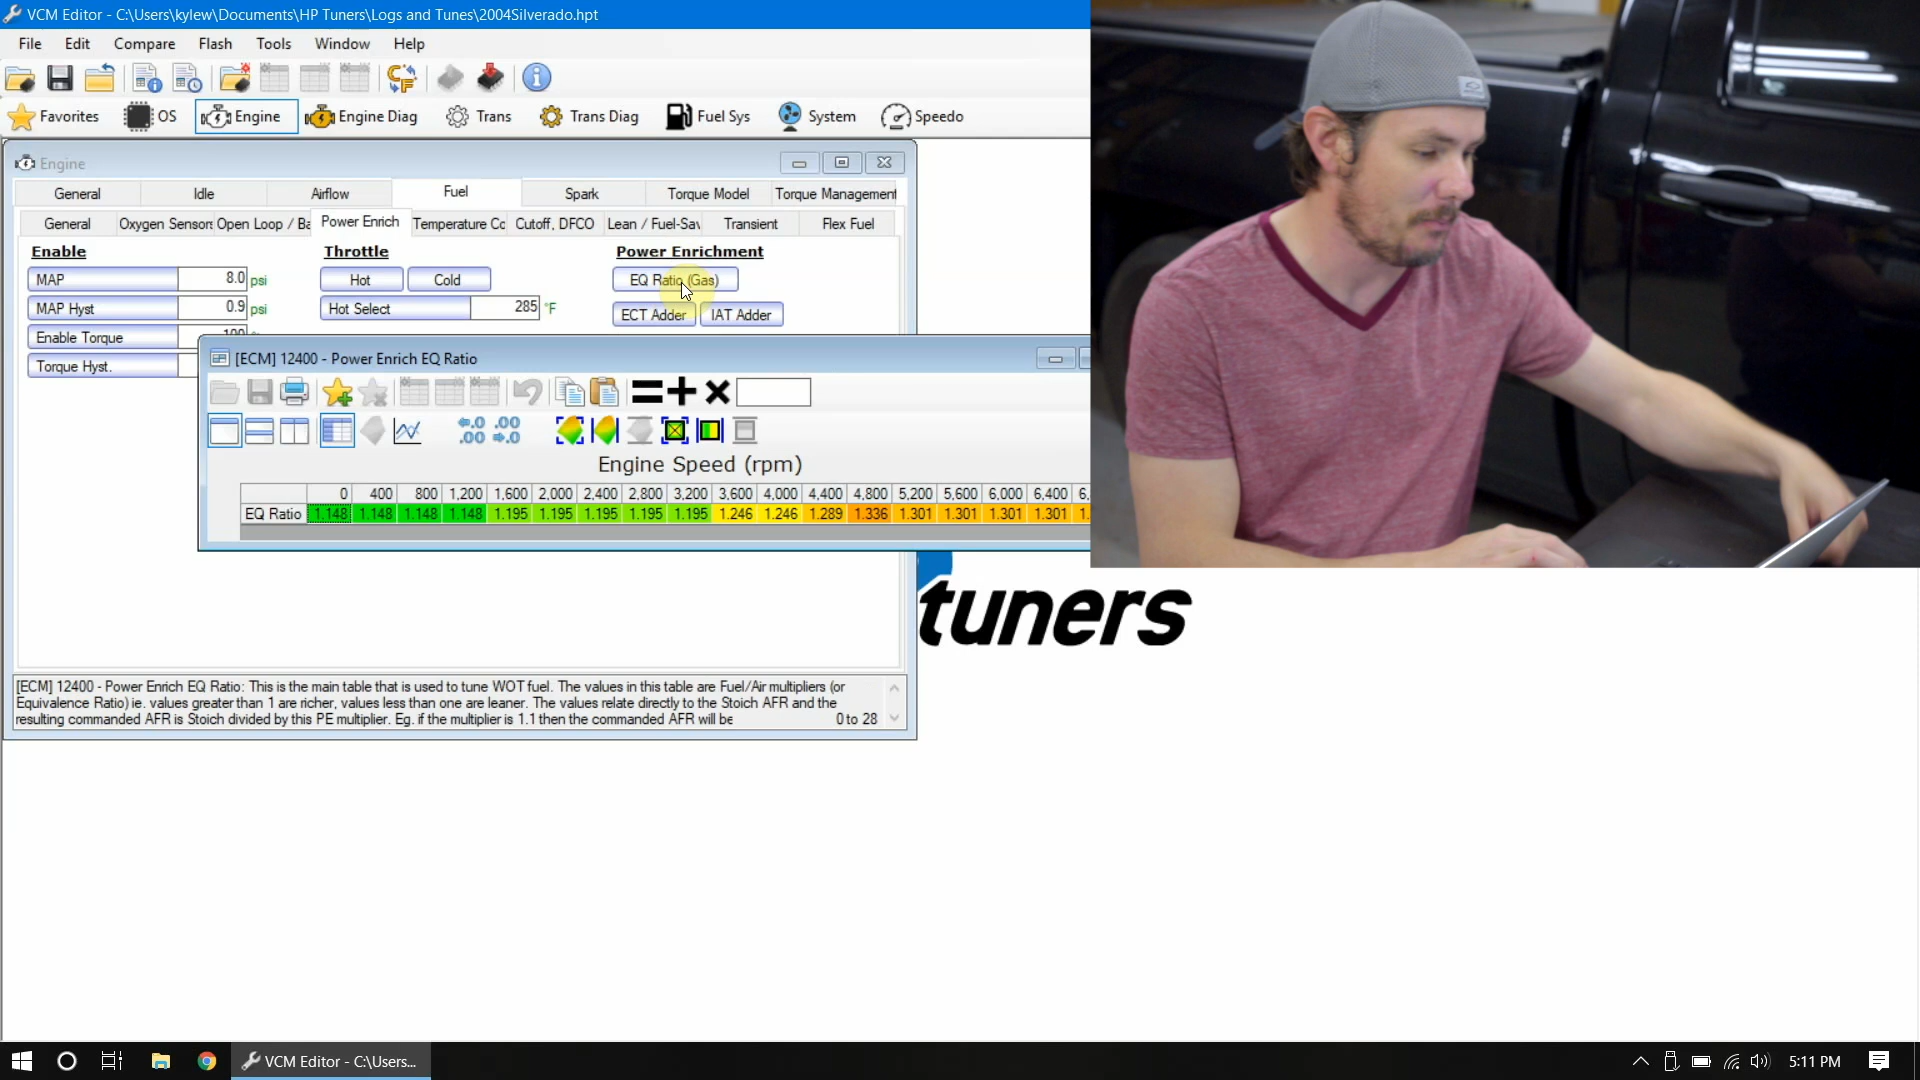 VCM Editor - C:\Users\kylew\Documents\HP Tuners\Logs and Tunes\2004Silverado.hpt
File Edit Compare Flash Tools Window Help
Favorites OS Engine Engine Diag Trans Trans Diag Fuel Sys System Speedo
Engine
General Idle Airflow Fuel Spark Torque Model Torque Management
General Oxygen Sensors Open Loop / Ba Power Enrich Temperature Co Cutoff, DFCO Lean / Fuel-Sav Transient Flex Fuel
Enable Throttle Power Enrichment
MAP 8.0 psi Hot Cold EQ Ratio (Gas)
MAP Hyst 0.9 psi Hot Select 285 °F ECT Adder IAT Adder
Enable Torque 100
Torque Hyst.
[ECM] 12400 - Power Enrich EQ Ratio
Engine Speed (rpm)
0 400 800 1,200 1,600 2,000 2,400 2,800 3,200 3,600 4,000 4,400 4,800 5,200 5,600 6,000 6,400 6,
EQ Ratio 1.148 1.148 1.148 1.148 1.195 1.195 1.195 1.195 1.195 1.246 1.246 1.289 1.336 1.301 1.301 1.301 1.301 1.
tuners
[ECM] 12400 - Power Enrich EQ Ratio: This is the main table that is used to tune WOT fuel. The values in this table are Fuel/Air multipliers (or
Equivalence Ratio) ie. values greater than 1 are richer, values less than one are leaner. The values relate directly to the Stoich AFR and the
resulting commanded AFR is Stoich divided by this PE multiplier. Eg. if the multiplier is 1.1 then the commanded AFR will be 0 to 28
VCM Editor - C:\Users... 5:11 PM